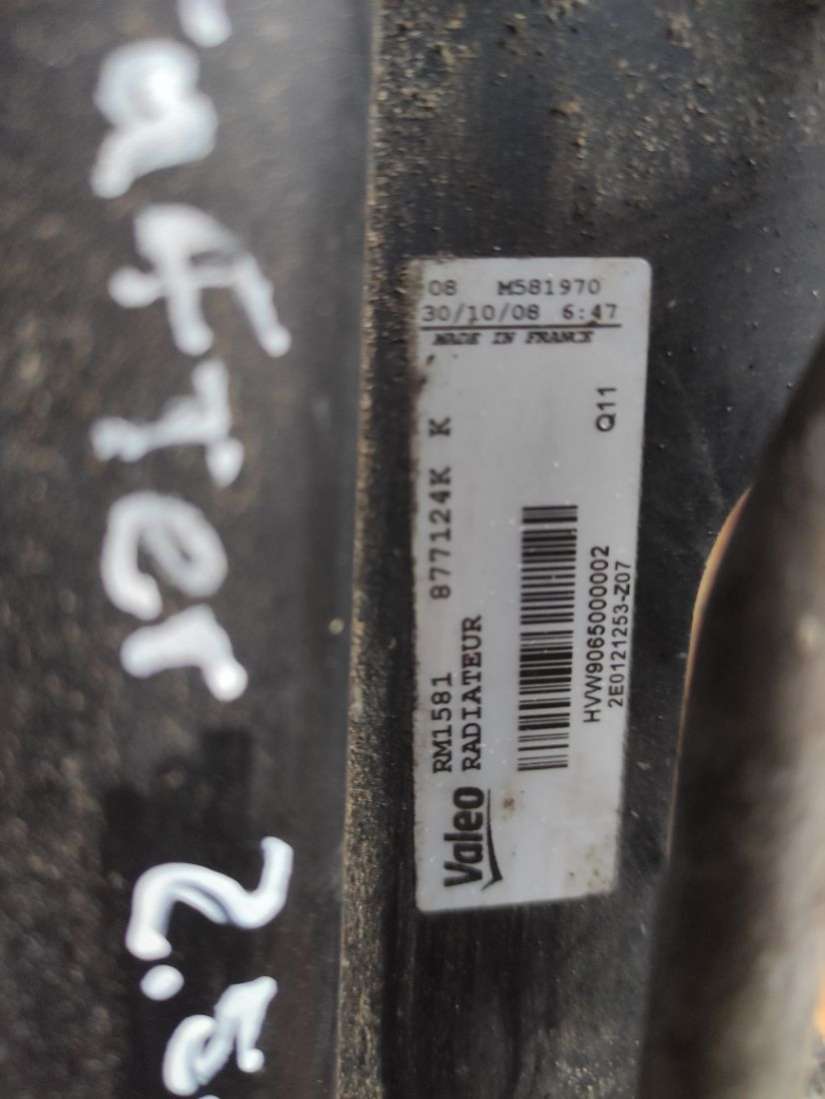 after
2.5
08 M581970
30/10/08 6:47
MADE IN FRANCE
Valeo
RM1581 877124K K
RADIATEUR
Q11
HVW9065000002
2E0121253-Z07